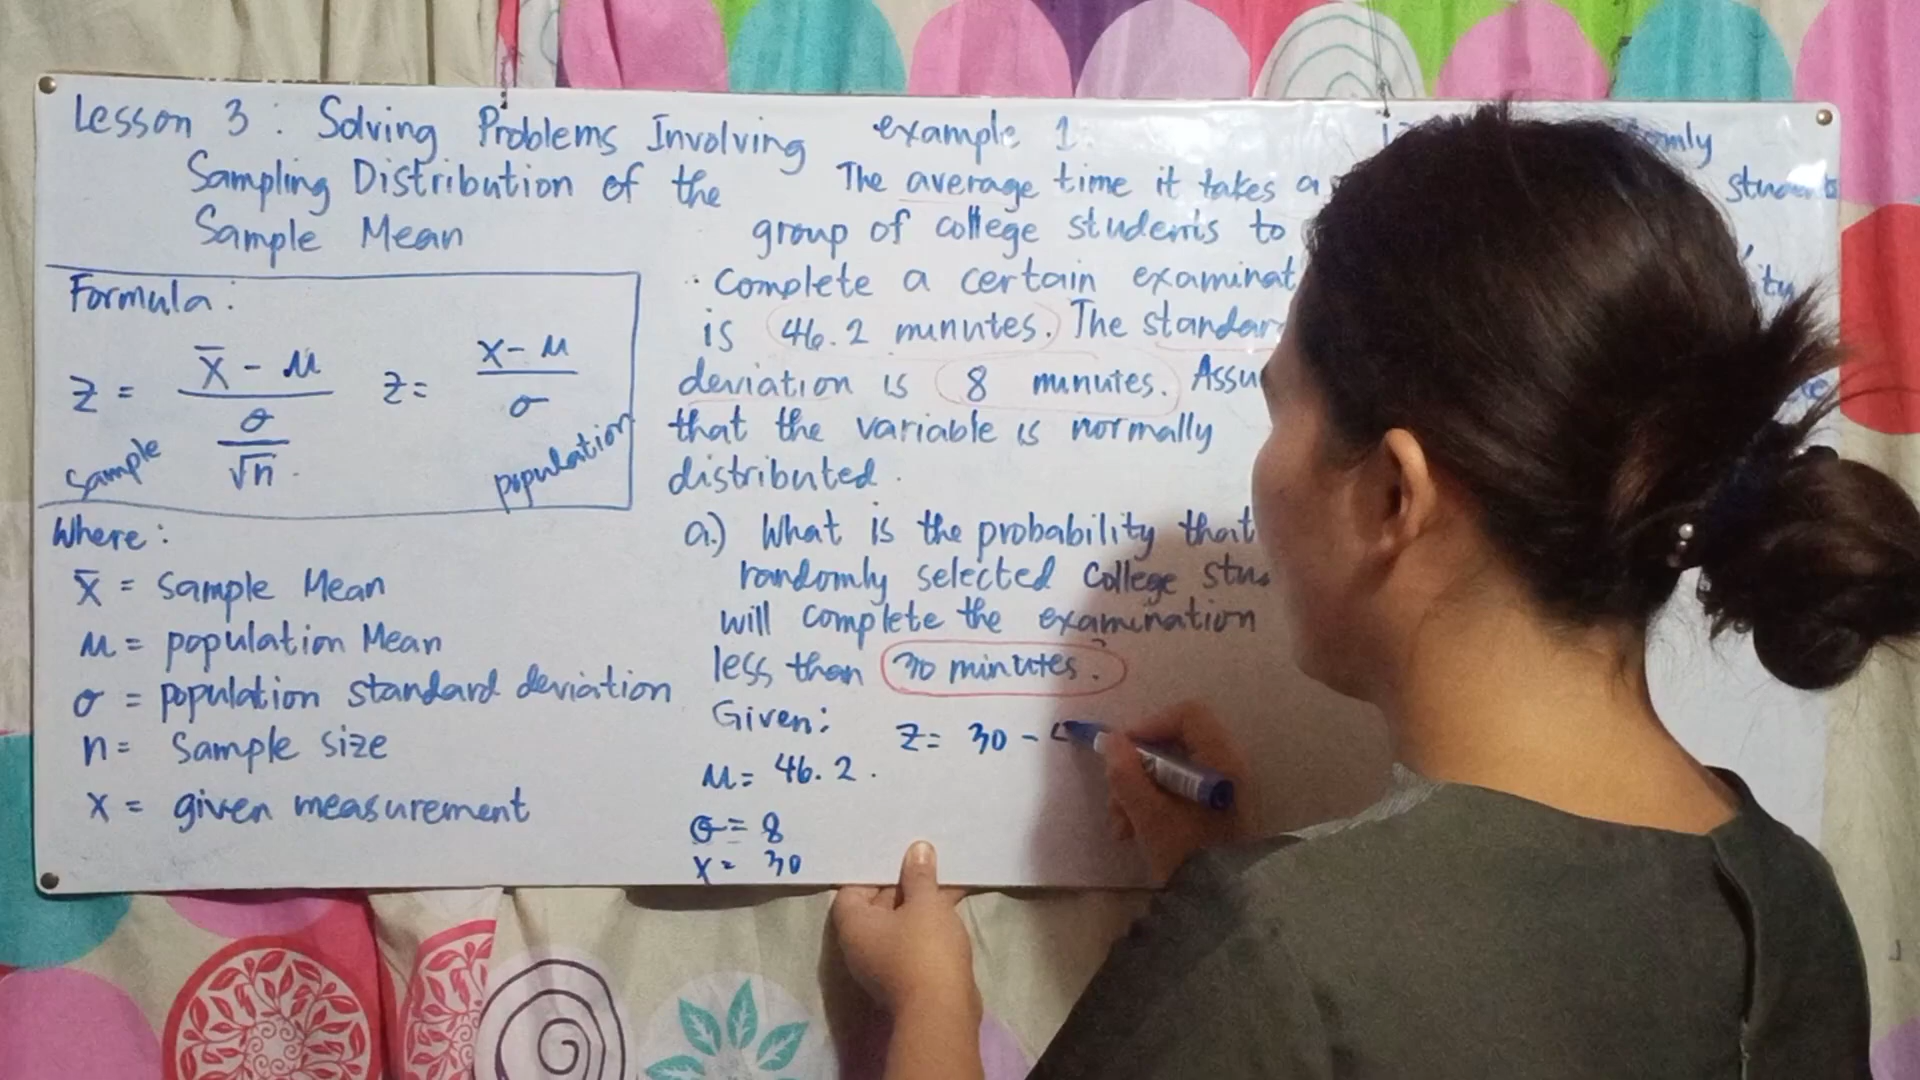 Lesson 3 : Solving Problems Involving
Sampling Distribution of the
Sample Mean
Formula :
Z = x̄ - μ / σ / √n
Sample
Z = x - μ / σ
population
Where :
x̄ = Sample Mean
μ = population Mean
σ = population standard deviation
n = Sample size
x = given measurement
example 1.
The average time it takes a
group of college students to
Complete a certain examinat
is 46.2 minutes. The standar
deviation is 8 minutes. Assu
that the variable is normally
distributed.
a.) What is the probability that
randomly selected College stu
will complete the examination
less than 30 minutes?
Given:
μ = 46.2.
σ = 8
x = 30
Z = 30 -